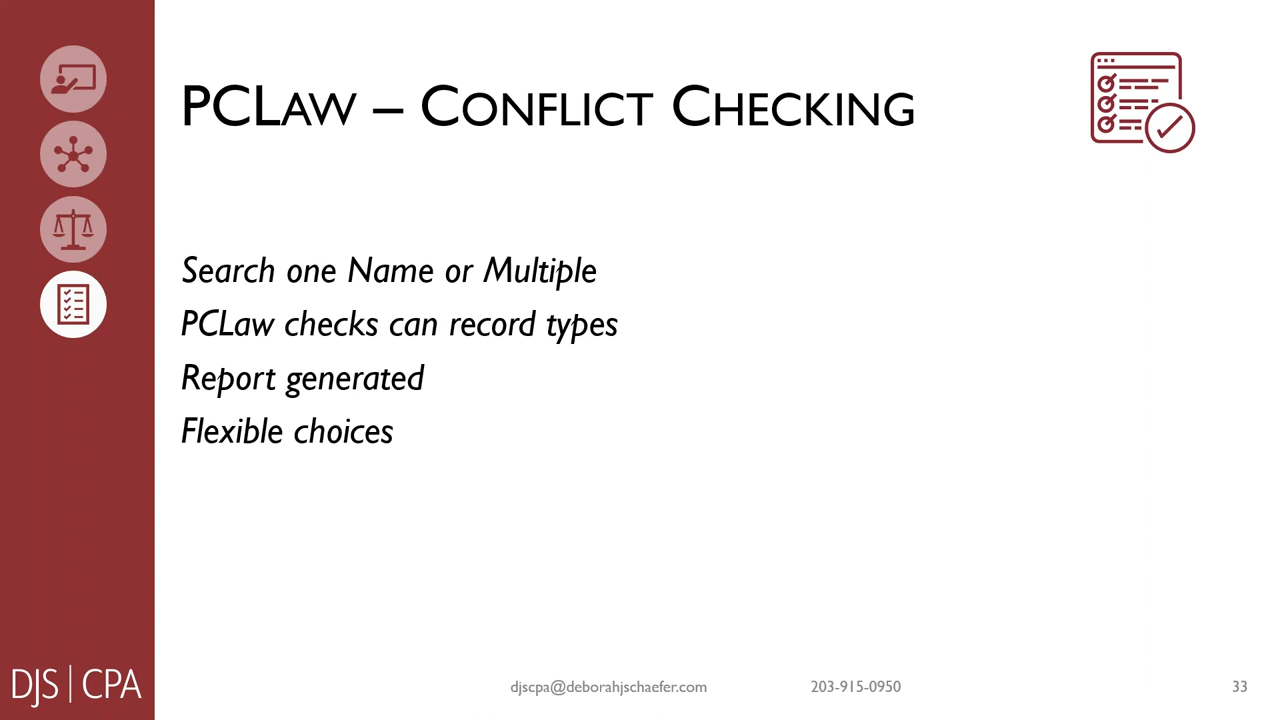 PCLaw – Conflict Checking
Search one Name or Multiple
PCLaw checks can record types
Report generated
Flexible choices
DJS|CPA
djscpa@deborahjschaefer.com
203-915-0950
33